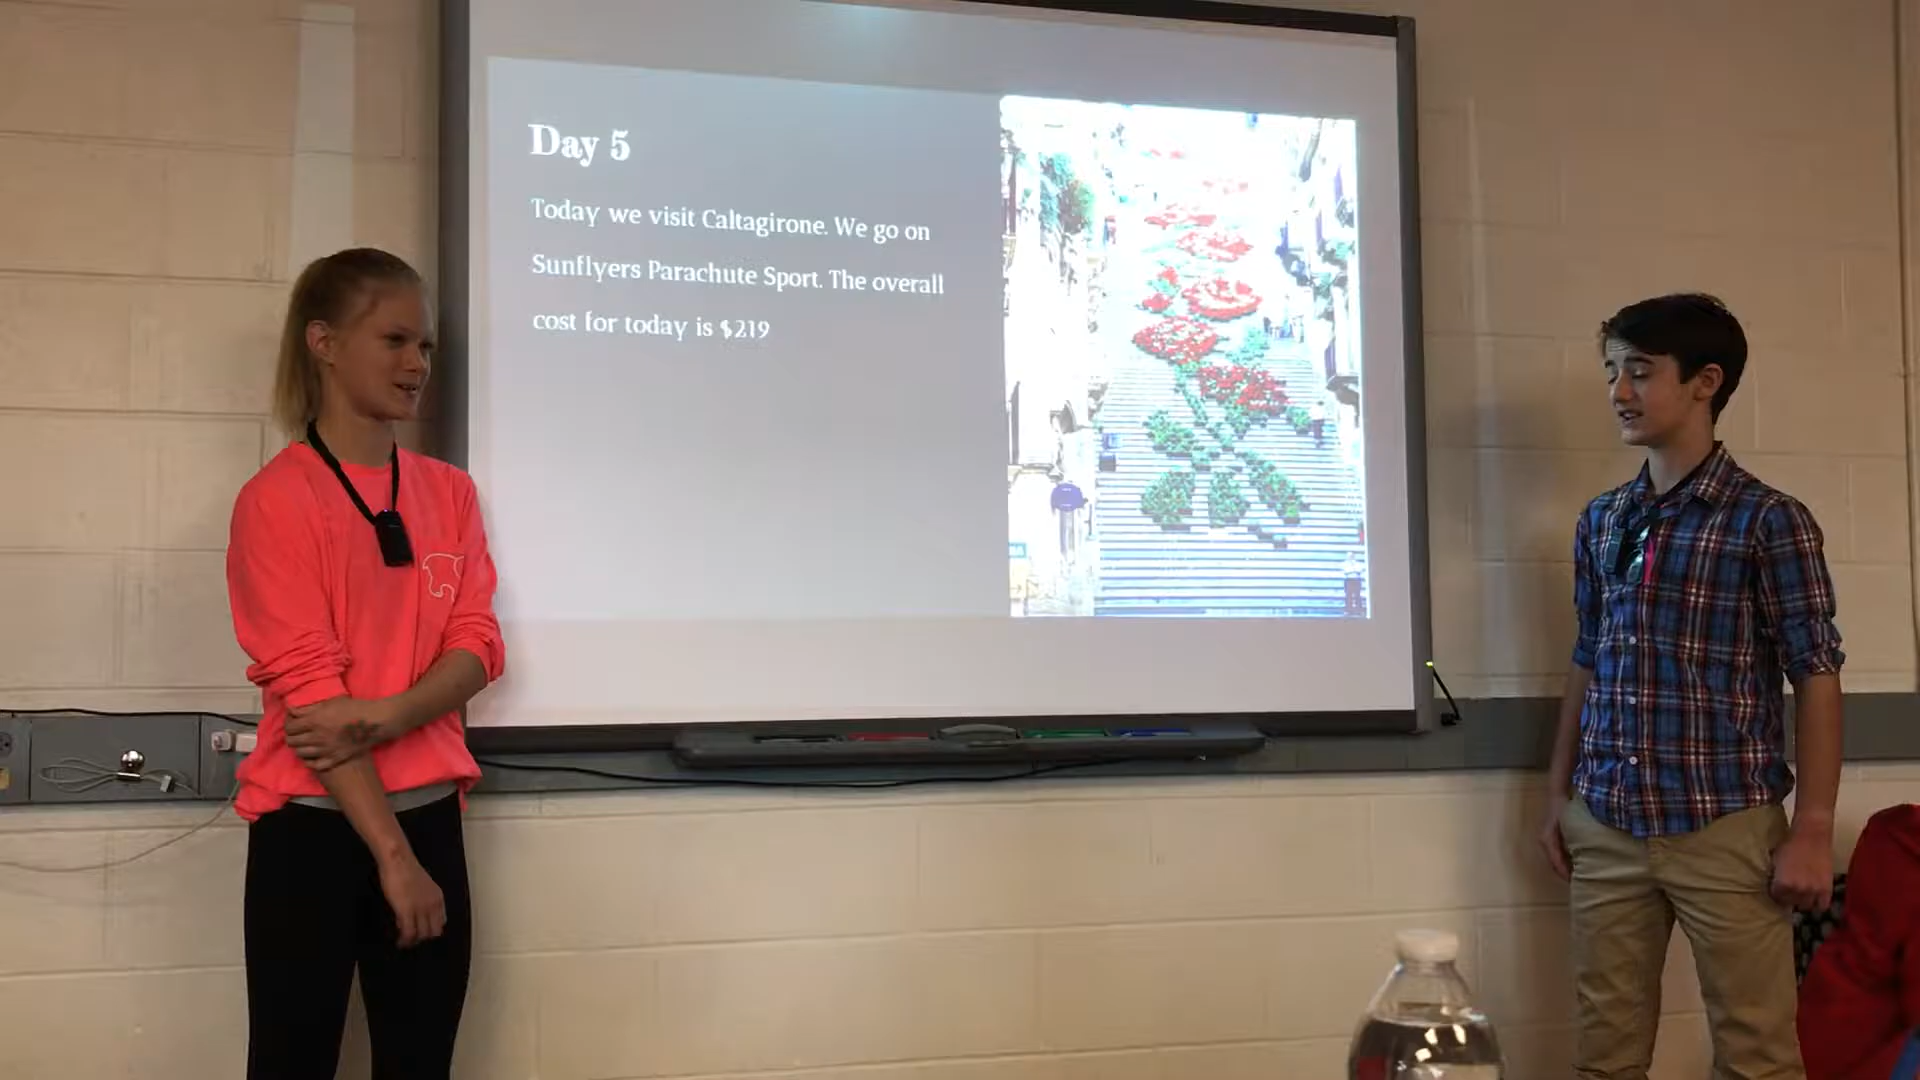 Day 5
Today we visit Caltagirone. We go on
Sunflyers Parachute Sport. The overall
cost for today is $219